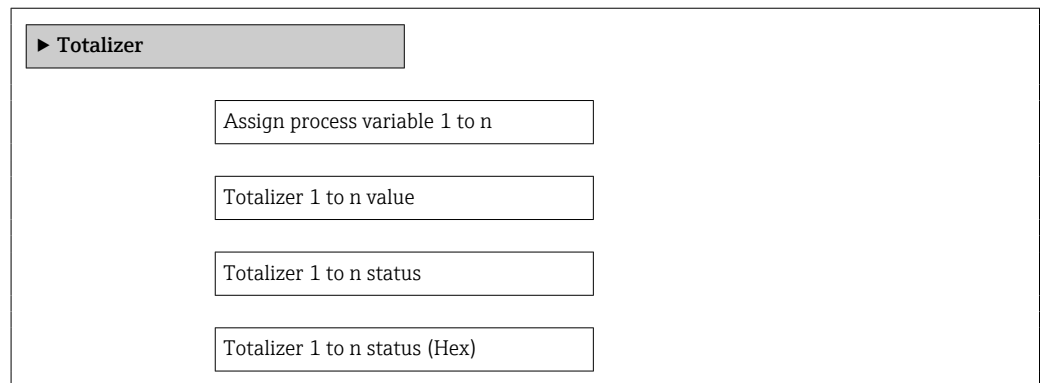 ▶ Totalizer
Assign process variable 1 to n
Totalizer 1 to n value
Totalizer 1 to n status
Totalizer 1 to n status (Hex)